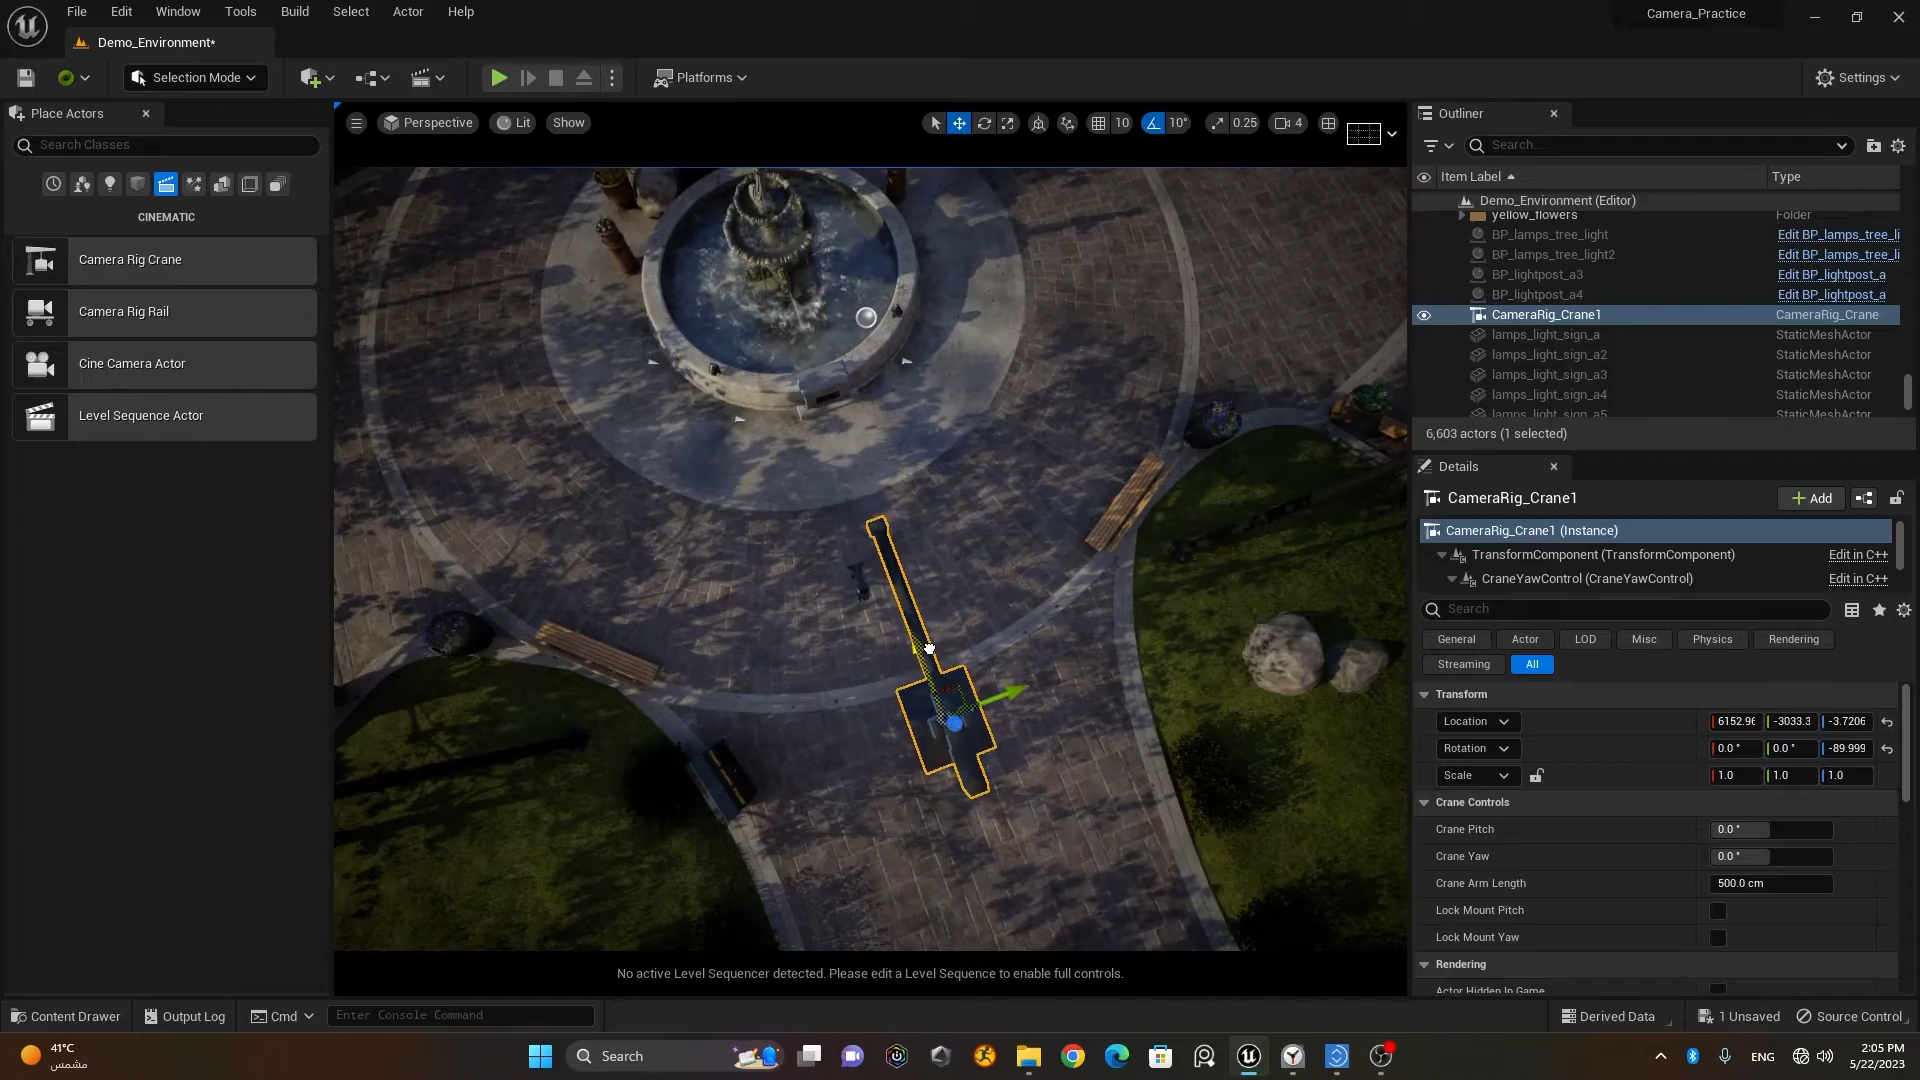 File Edit Window Tools Build Select Actor Help
Camera_Practice
Demo_Environment*
Selection Mode
Platforms
Settings
Place Actors
Search Classes
CINEMATIC
Camera Rig Crane
Camera Rig Rail
Cine Camera Actor
Level Sequence Actor
Perspective Lit Show
10 10° 0.25 4
No active Level Sequencer detected. Please edit a Level Sequence to enable full controls.
Outliner
Search...
Item Label Type
Demo_Environment (Editor)
yellow_flowers Folder
BP_lamps_tree_light Edit BP_lamps_tree_li
BP_lamps_tree_light2 Edit BP_lamps_tree_li
BP_lightpost_a3 Edit BP_lightpost_a
BP_lightpost_a4 Edit BP_lightpost_a
CameraRig_Crane1 CameraRig_Crane
lamps_light_sign_a StaticMeshActor
lamps_light_sign_a2 StaticMeshActor
lamps_light_sign_a3 StaticMeshActor
lamps_light_sign_a4 StaticMeshActor
lamps_light_sign_a5 StaticMeshActor
6,603 actors (1 selected)
Details
CameraRig_Crane1
Add
CameraRig_Crane1 (Instance)
TransformComponent (TransformComponent) Edit in C++
CraneYawControl (CraneYawControl) Edit in C++
Search
General Actor LOD Misc Physics Rendering
Streaming All
Transform
Location 6152.96 -3033.3 -3.7206
Rotation 0.0 ° 0.0 ° -89.999
Scale 1.0 1.0 1.0
Crane Controls
Crane Pitch 0.0 °
Crane Yaw 0.0 °
Crane Arm Length 500.0 cm
Lock Mount Pitch
Lock Mount Yaw
Rendering
Actor Hidden In Game
Content Drawer Output Log Cmd Enter Console Command
Derived Data 1 Unsaved Source Control
41°C
مشمس
Search
ENG
2:05 PM
5/22/2023